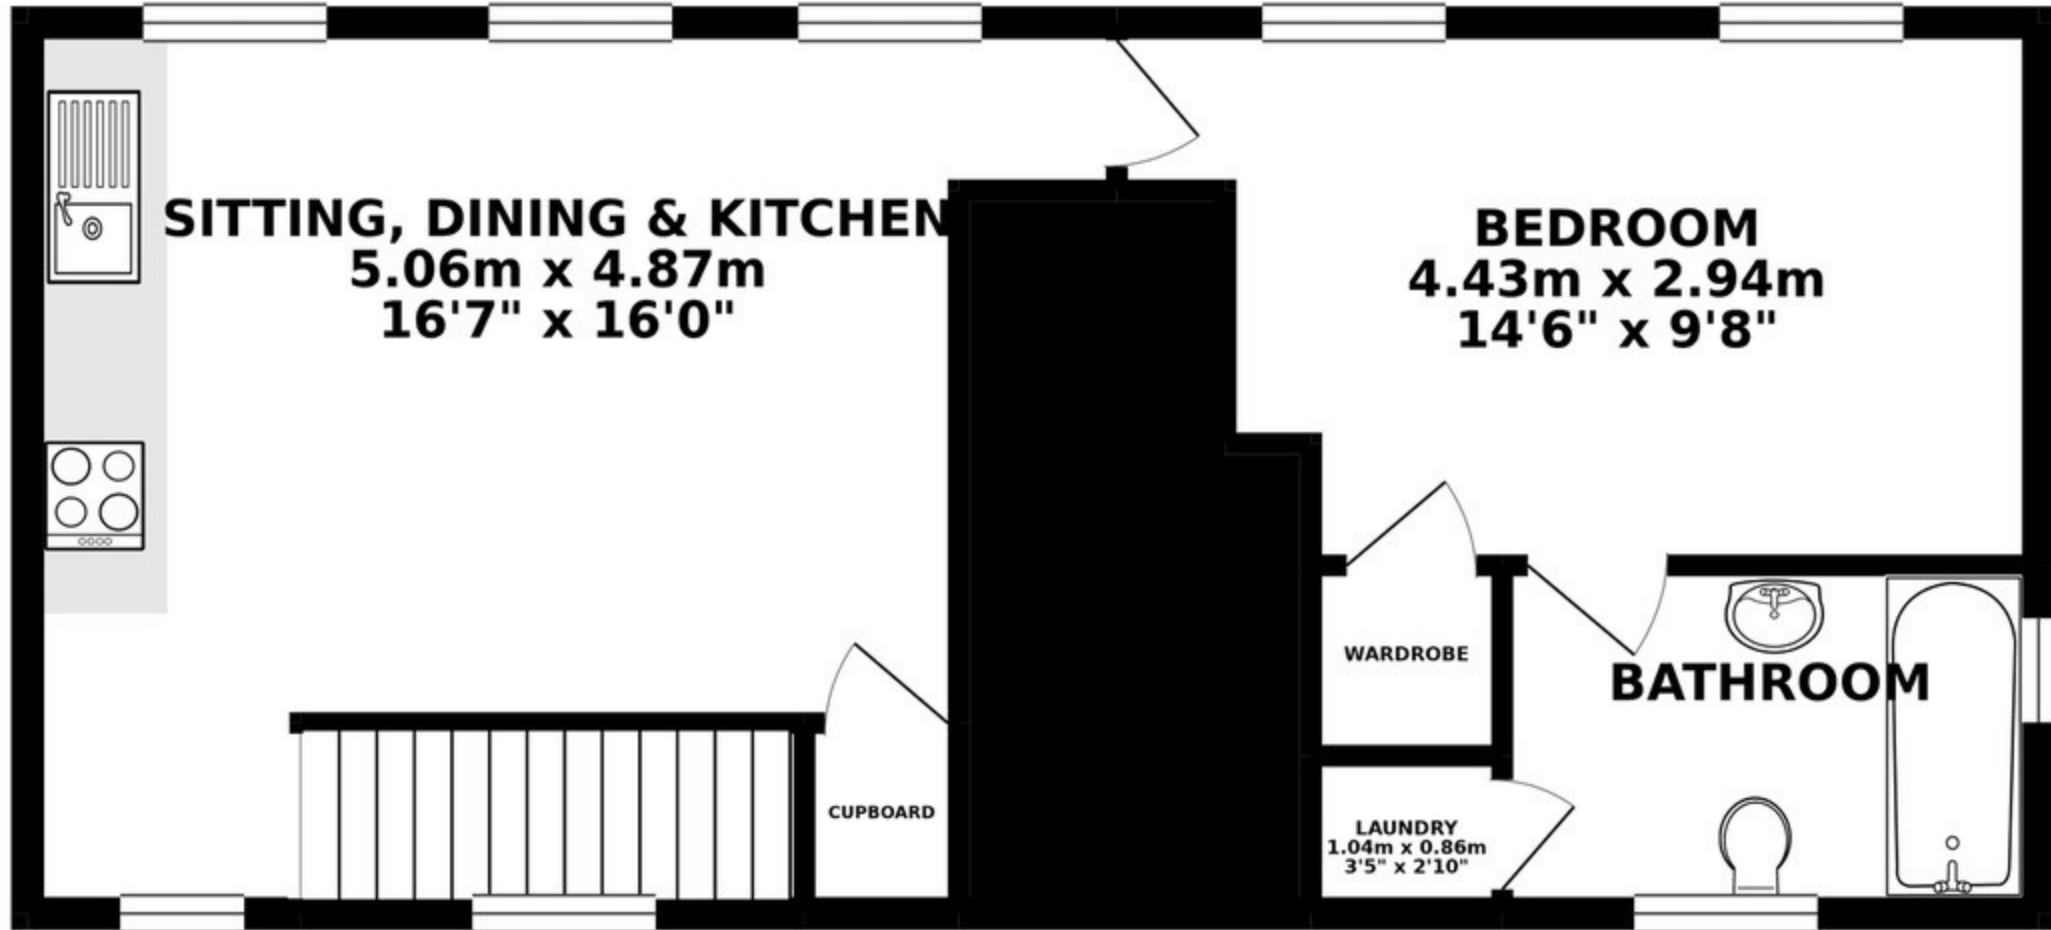 SITTING, DINING & KITCHEN
5.06m x 4.87m
16'7" x 16'0"
BEDROOM
4.43m x 2.94m
14'6" x 9'8"
WARDROBE
BATHROOM
CUPBOARD
LAUNDRY
1.04m x 0.86m
3'5" x 2'10"